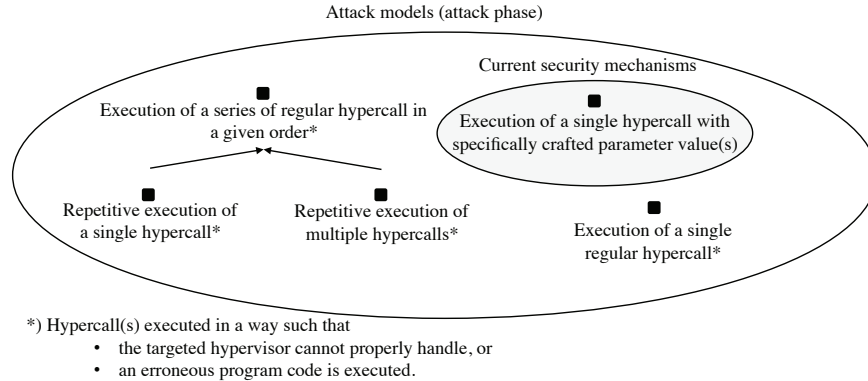 Attack models (attack phase)
Current security mechanisms
Execution of a series of regular hypercall in
a given order*
Execution of a single hypercall with
specifically crafted parameter value(s)
Repetitive execution of
a single hypercall*
Repetitive execution of
multiple hypercalls*
Execution of a single
regular hypercall*
*) Hypercall(s) executed in a way such that
• the targeted hypervisor cannot properly handle, or
• an erroneous program code is executed.